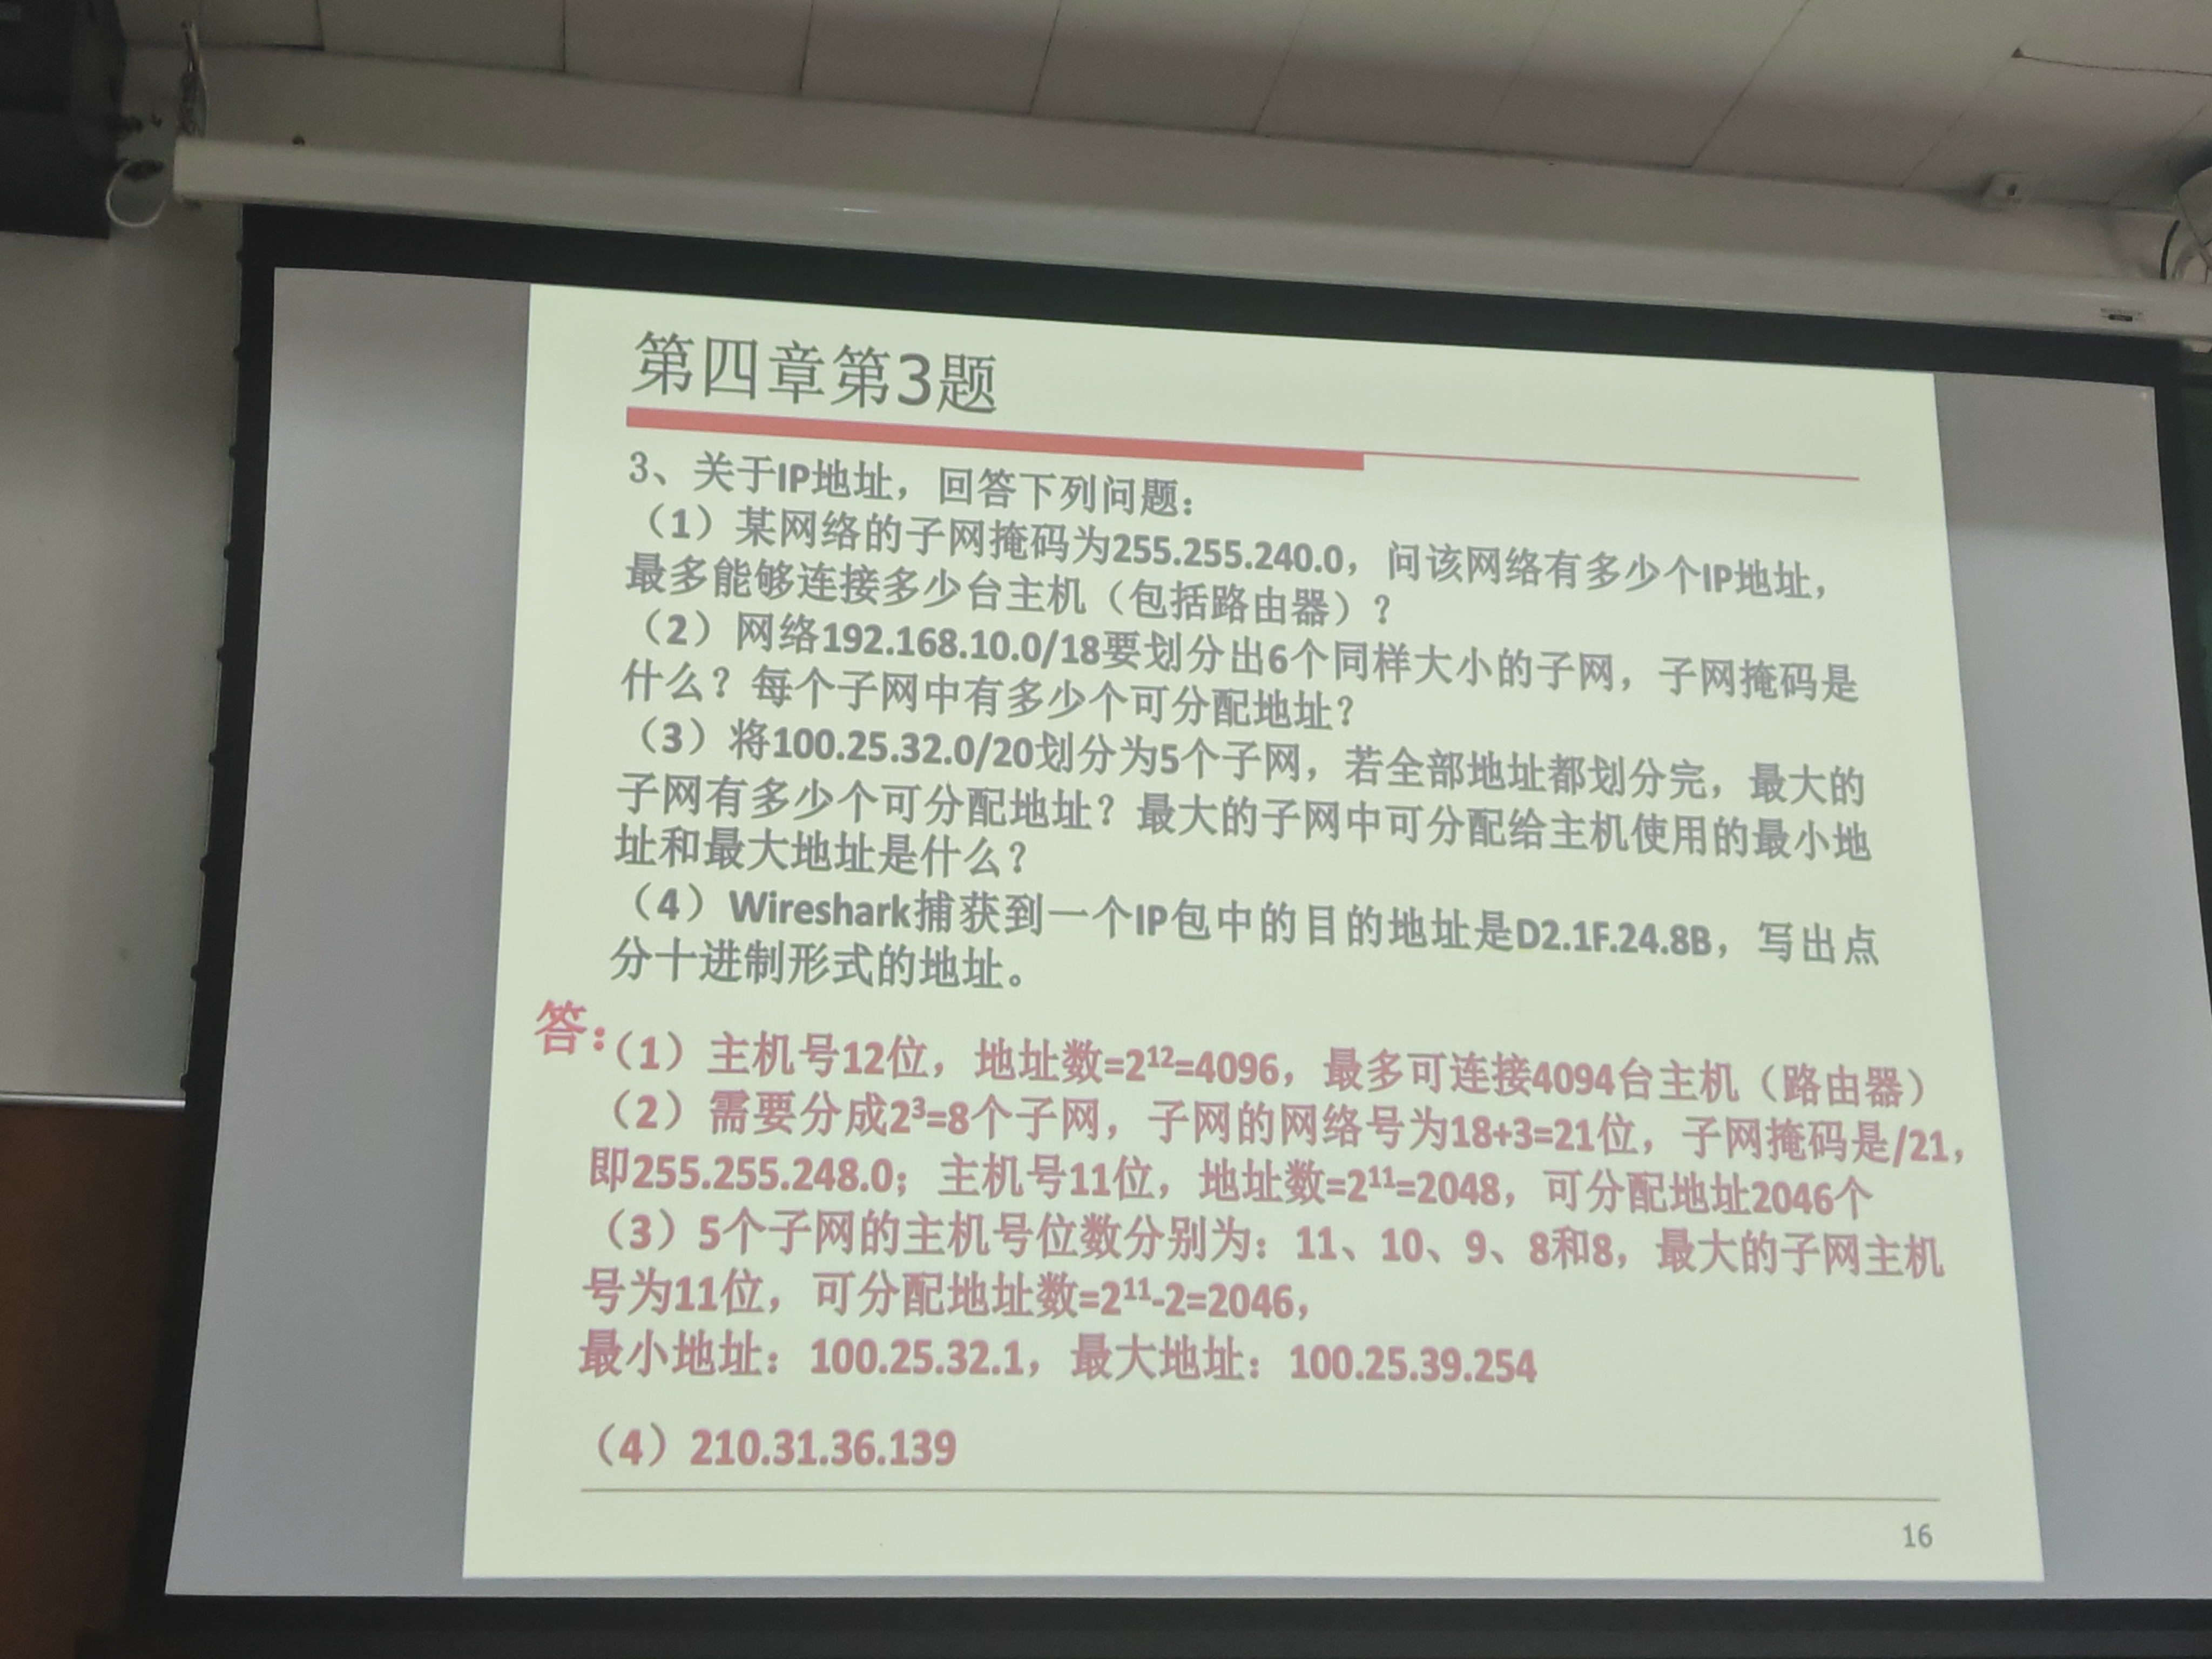 第四章第3题
3、关于IP地址，回答下列问题：
（1）某网络的子网掩码为255.255.240.0，问该网络有多少个IP地址，
最多能够连接多少台主机（包括路由器）？
（2）网络192.168.10.0/18要划分出6个同样大小的子网，子网掩码是
什么？每个子网中有多少个可分配地址？
（3）将100.25.32.0/20划分为5个子网，若全部地址都划分完，最大的
子网有多少个可分配地址？最大的子网中可分配给主机使用的最小地
址和最大地址是什么？
（4）Wireshark捕获到一个IP包中的目的地址是D2.1F.24.8B，写出点
分十进制形式的地址。
答：（1）主机号12位，地址数=2¹²=4096，最多可连接4094台主机（路由器）
（2）需要分成2³=8个子网，子网的网络号为18+3=21位，子网掩码是/21，
即255.255.248.0；主机号11位，地址数=2¹¹=2048，可分配地址2046个
（3）5个子网的主机号位数分别为：11、10、9、8和8，最大的子网主机
号为11位，可分配地址数=2¹¹-2=2046，
最小地址：100.25.32.1，最大地址：100.25.39.254
（4）210.31.36.139
16